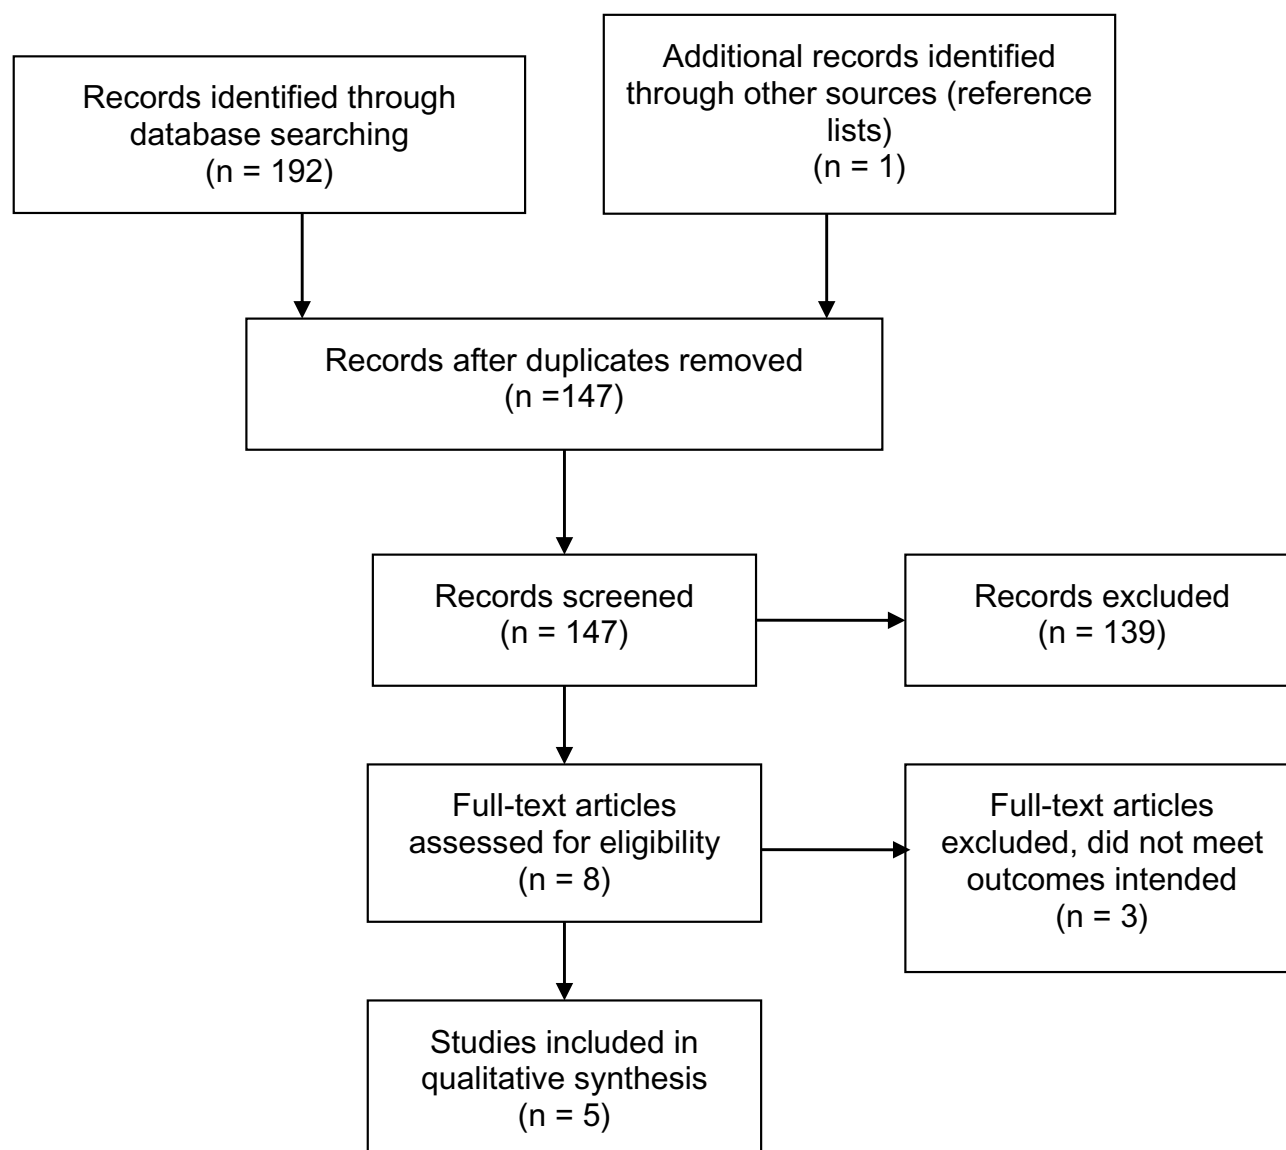 Records identified through
database searching
(n = 192)
Additional records identified
through other sources (reference
lists)
(n = 1)
Records after duplicates removed
(n =147)
Records screened
(n = 147)
Records excluded
(n = 139)
Full-text articles
assessed for eligibility
(n = 8)
Full-text articles
excluded, did not meet
outcomes intended
(n = 3)
Studies included in
qualitative synthesis
(n = 5)